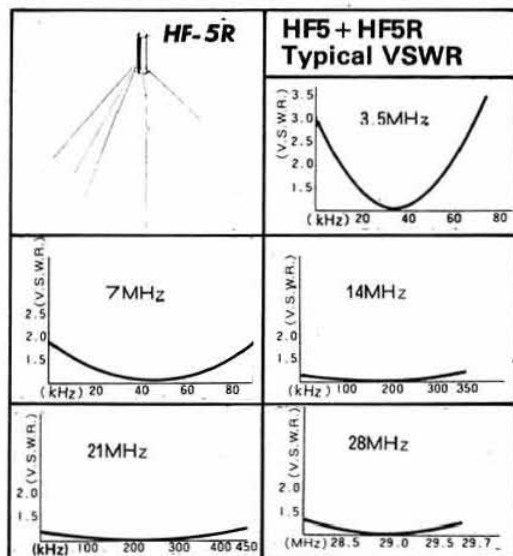 HF-5R
HF5 + HF5R
Typical VSWR
(V.S.W.R.)
3.5
3.0
2.5
2.0
1.5
3.5MHz
(kHz) 20 40 60 80
(V.S.W.R.)
2.5
2.0
1.5
7MHz
(kHz) 20 40 60 80
(V.S.W.R.)
2.0
1.5
14MHz
(kHz) 100 200 300 350
(V.S.W.R.)
2.0
1.5
21MHz
(kHz) 100 200 300 400 450
(V.S.W.R.)
2.0
1.5
28MHz
(MHz) 28.5 29.0 29.5 29.7